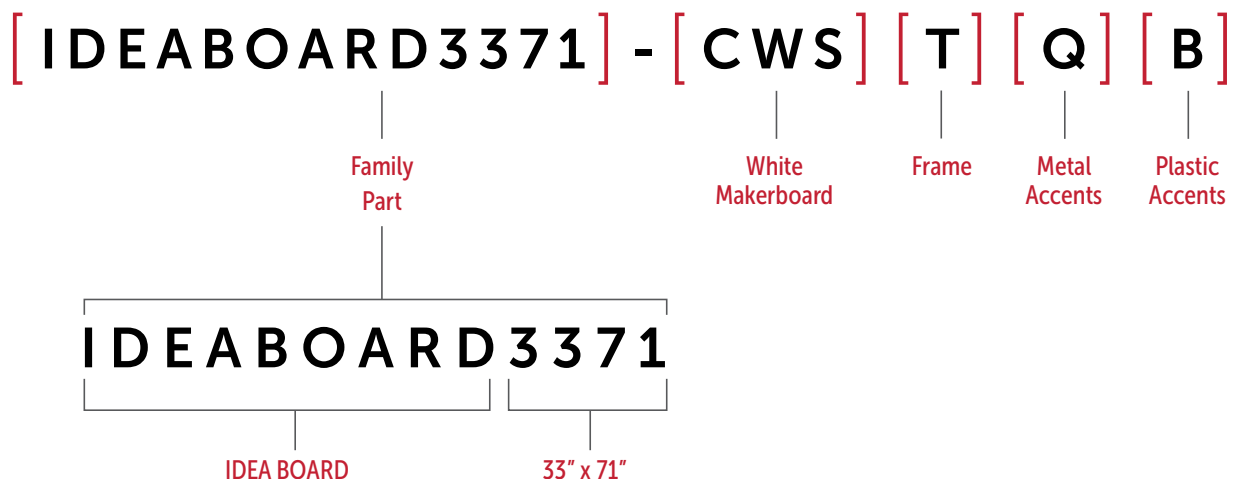 [IDEABOARD3371] - [CWS] [T] [Q] [B]
Family
Part
White
Makerboard
Frame
Metal
Accents
Plastic
Accents
IDEABOARD3371
IDEA BOARD
33" x 71"